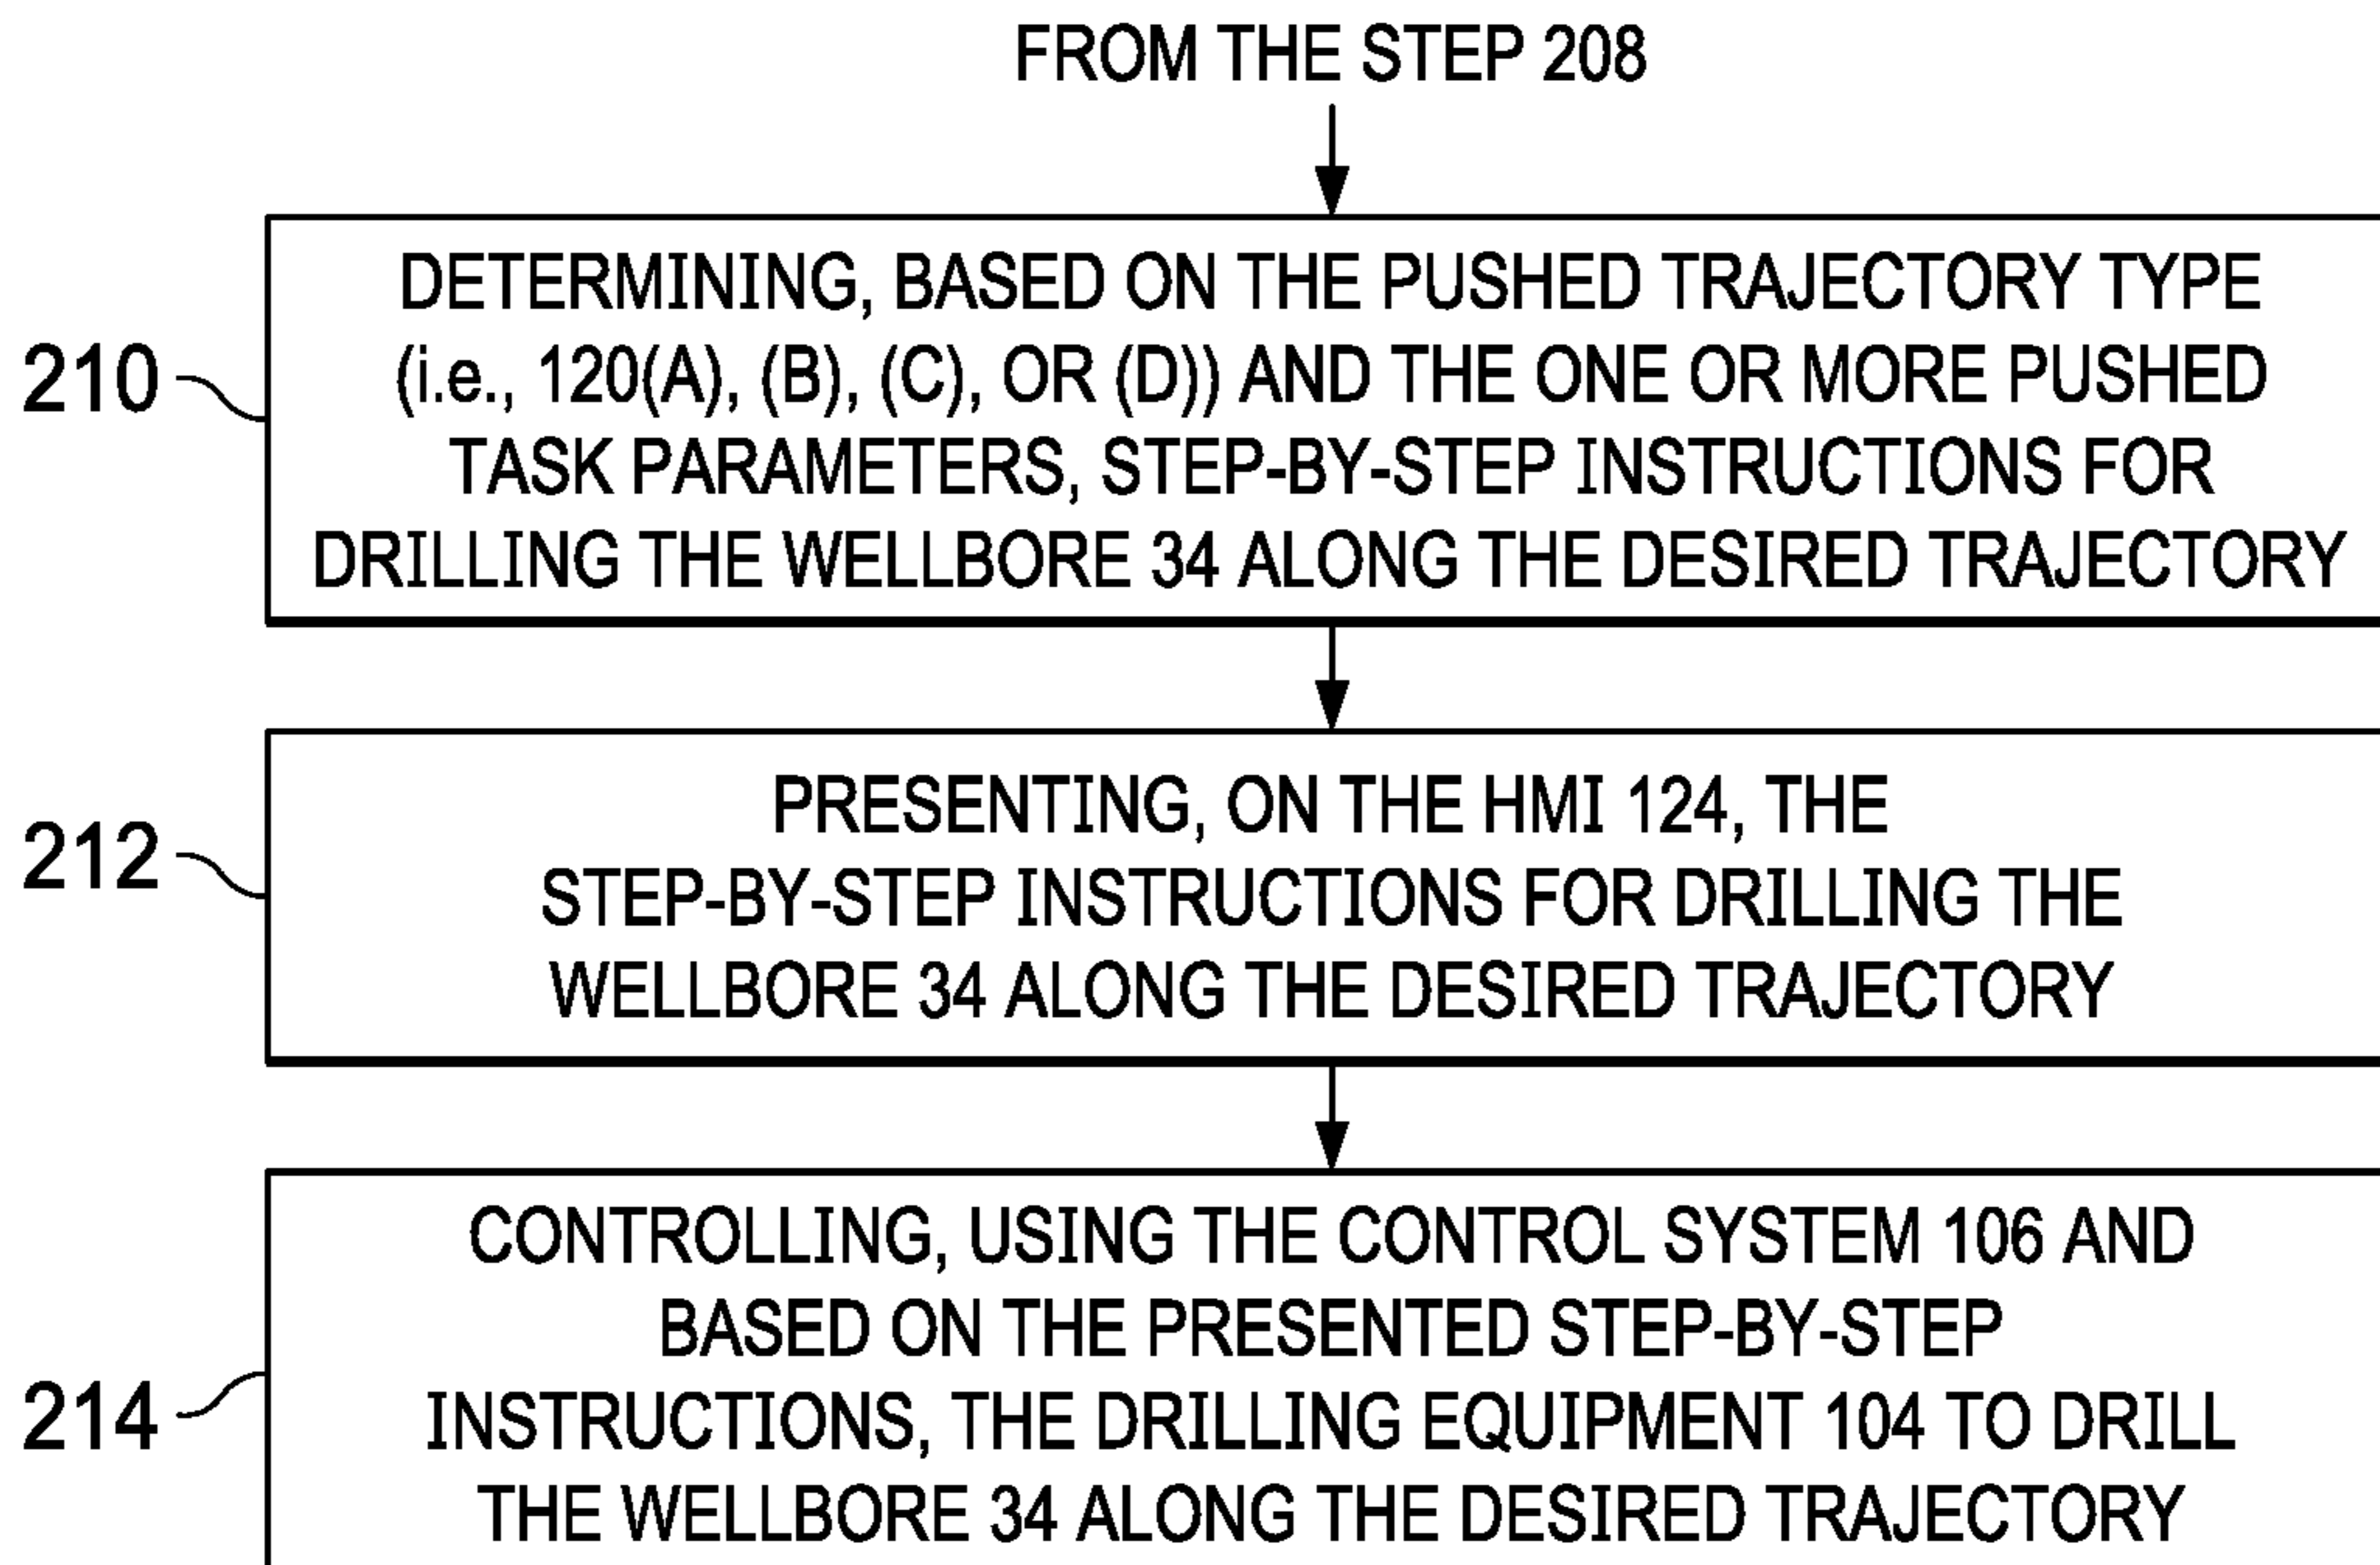 FROM THE STEP 208
210
DETERMINING, BASED ON THE PUSHED TRAJECTORY TYPE
(i.e., 120(A), (B), (C), OR (D)) AND THE ONE OR MORE PUSHED
TASK PARAMETERS, STEP-BY-STEP INSTRUCTIONS FOR
DRILLING THE WELLBORE 34 ALONG THE DESIRED TRAJECTORY
212
PRESENTING, ON THE HMI 124, THE
STEP-BY-STEP INSTRUCTIONS FOR DRILLING THE
WELLBORE 34 ALONG THE DESIRED TRAJECTORY
214
CONTROLLING, USING THE CONTROL SYSTEM 106 AND
BASED ON THE PRESENTED STEP-BY-STEP
INSTRUCTIONS, THE DRILLING EQUIPMENT 104 TO DRILL
THE WELLBORE 34 ALONG THE DESIRED TRAJECTORY